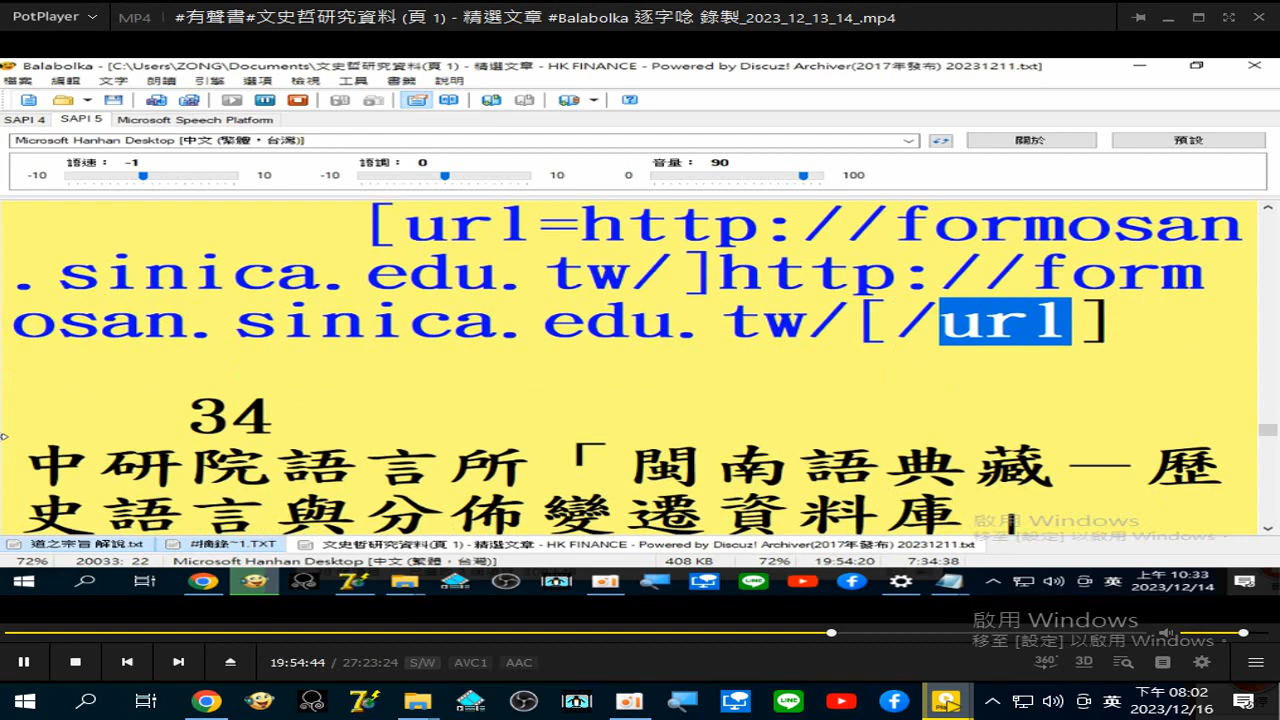 PotPlayer MP4 #有聲書#文史哲研究資料 (頁 1) - 精選文章 #Balabolka 逐字唸 錄製_2023_12_13_14_.mp4
Balabolka - [C:\Users\ZONG\Documents\文史哲研究資料(頁 1) - 精選文章 - HK FINANCE - Powered by Discuz! Archiver(2017年發布) 20231211.txt]
檔案 編輯 文字 朗讀 引擎 選項 檢視 工具 書籤 說明
SAPI 4 SAPI 5 Microsoft Speech Platform
Microsoft Hanhan Desktop [中文 (繁體，台灣)] 關於 預設
語速： -1 語調： 0 音量： 90
-10 10 -10 10 0 100
[url=http://formosan
.sinica.edu.tw/]http://form
osan.sinica.edu.tw/[/url]
34
中研院語言所「閩南語典藏—歷
史語言與分佈變遷資料庫
啟用 Windows
移至 [設定] 以啟用 Windows。
道之宗旨 解說.txt #摘錄~1.TXT 文史哲研究資料(頁 1) - 精選文章 - HK FINANCE - Powered by Discuz! Archiver(2017年發布) 20231211.txt
72% 20033: 22 Microsoft Hanhan Desktop [中文 (繁體，台灣)] 408 KB 72% 19:54:20 7:34:38
英 上午 10:33
2023/12/14
啟用 Windows
移至 [設定] 以啟用 Windows。
19:54:44 / 27:23:24 S/W AVC1 AAC 360° 3D
英 下午 08:02
2023/12/16